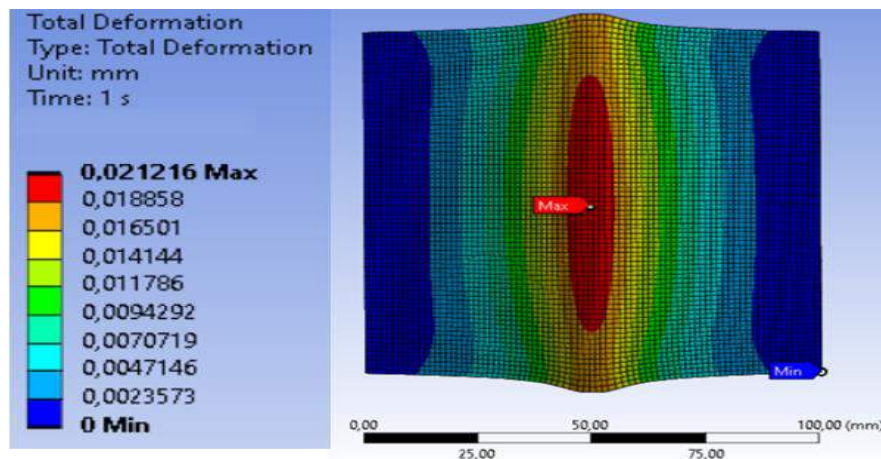 Total Deformation
Type: Total Deformation
Unit: mm
Time: 1 s
0,021216 Max
0,018858
0,016501
0,014144
0,011786
0,0094292
0,0070719
0,0047146
0,0023573
0 Min
Max
Min
0,00
50,00
100,00 (mm)
25,00
75,00